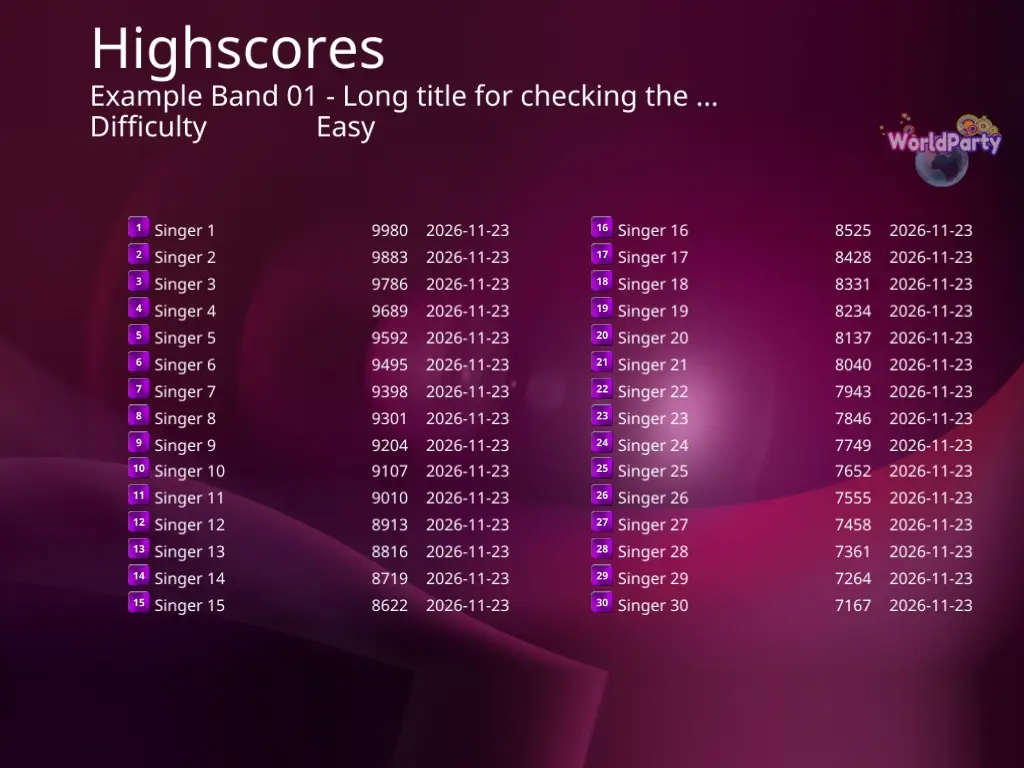 Highscores
Example Band 01 - Long title for checking the ...
Difficulty Easy
WorldParty
1 Singer 1 9980 2026-11-23
2 Singer 2 9883 2026-11-23
3 Singer 3 9786 2026-11-23
4 Singer 4 9689 2026-11-23
5 Singer 5 9592 2026-11-23
6 Singer 6 9495 2026-11-23
7 Singer 7 9398 2026-11-23
8 Singer 8 9301 2026-11-23
9 Singer 9 9204 2026-11-23
10 Singer 10 9107 2026-11-23
11 Singer 11 9010 2026-11-23
12 Singer 12 8913 2026-11-23
13 Singer 13 8816 2026-11-23
14 Singer 14 8719 2026-11-23
15 Singer 15 8622 2026-11-23
16 Singer 16 8525 2026-11-23
17 Singer 17 8428 2026-11-23
18 Singer 18 8331 2026-11-23
19 Singer 19 8234 2026-11-23
20 Singer 20 8137 2026-11-23
21 Singer 21 8040 2026-11-23
22 Singer 22 7943 2026-11-23
23 Singer 23 7846 2026-11-23
24 Singer 24 7749 2026-11-23
25 Singer 25 7652 2026-11-23
26 Singer 26 7555 2026-11-23
27 Singer 27 7458 2026-11-23
28 Singer 28 7361 2026-11-23
29 Singer 29 7264 2026-11-23
30 Singer 30 7167 2026-11-23